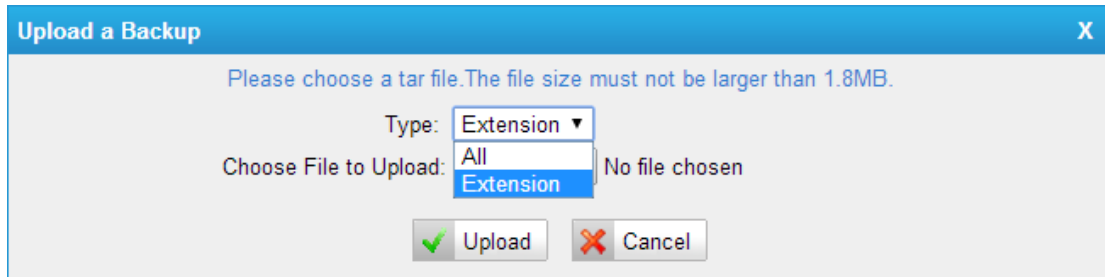 Upload a Backup X
Please choose a tar file.The file size must not be larger than 1.8MB.
Type: Extension
All
Choose File to Upload: No file chosen
Extension
Upload Cancel